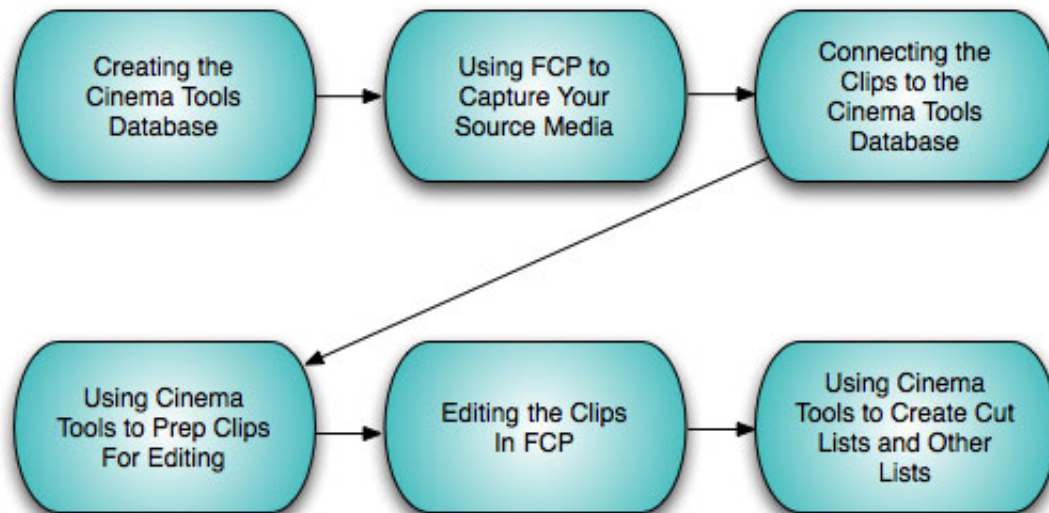 Creating the
Cinema Tools
Database
Using FCP to
Capture Your
Source Media
Connecting the
Clips to the
Cinema Tools
Database
Using Cinema
Tools to Prep Clips
For Editing
Editing the Clips
In FCP
Using Cinema
Tools to Create Cut
Lists and Other
Lists